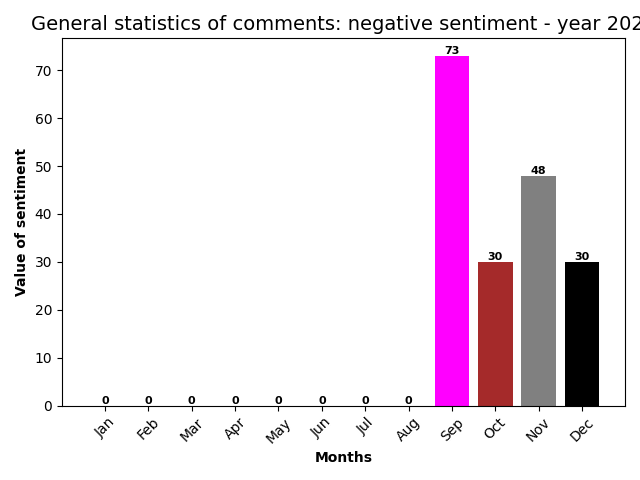 General statistics of comments: negative sentiment - year 202
73
70
60
50
48
40
30
30
30
20
10
0
0 0 0 0 0 0 0 0
Value of sentiment
Jan Feb Mar Apr May Jun Jul Aug Sep Oct Nov Dec
Months